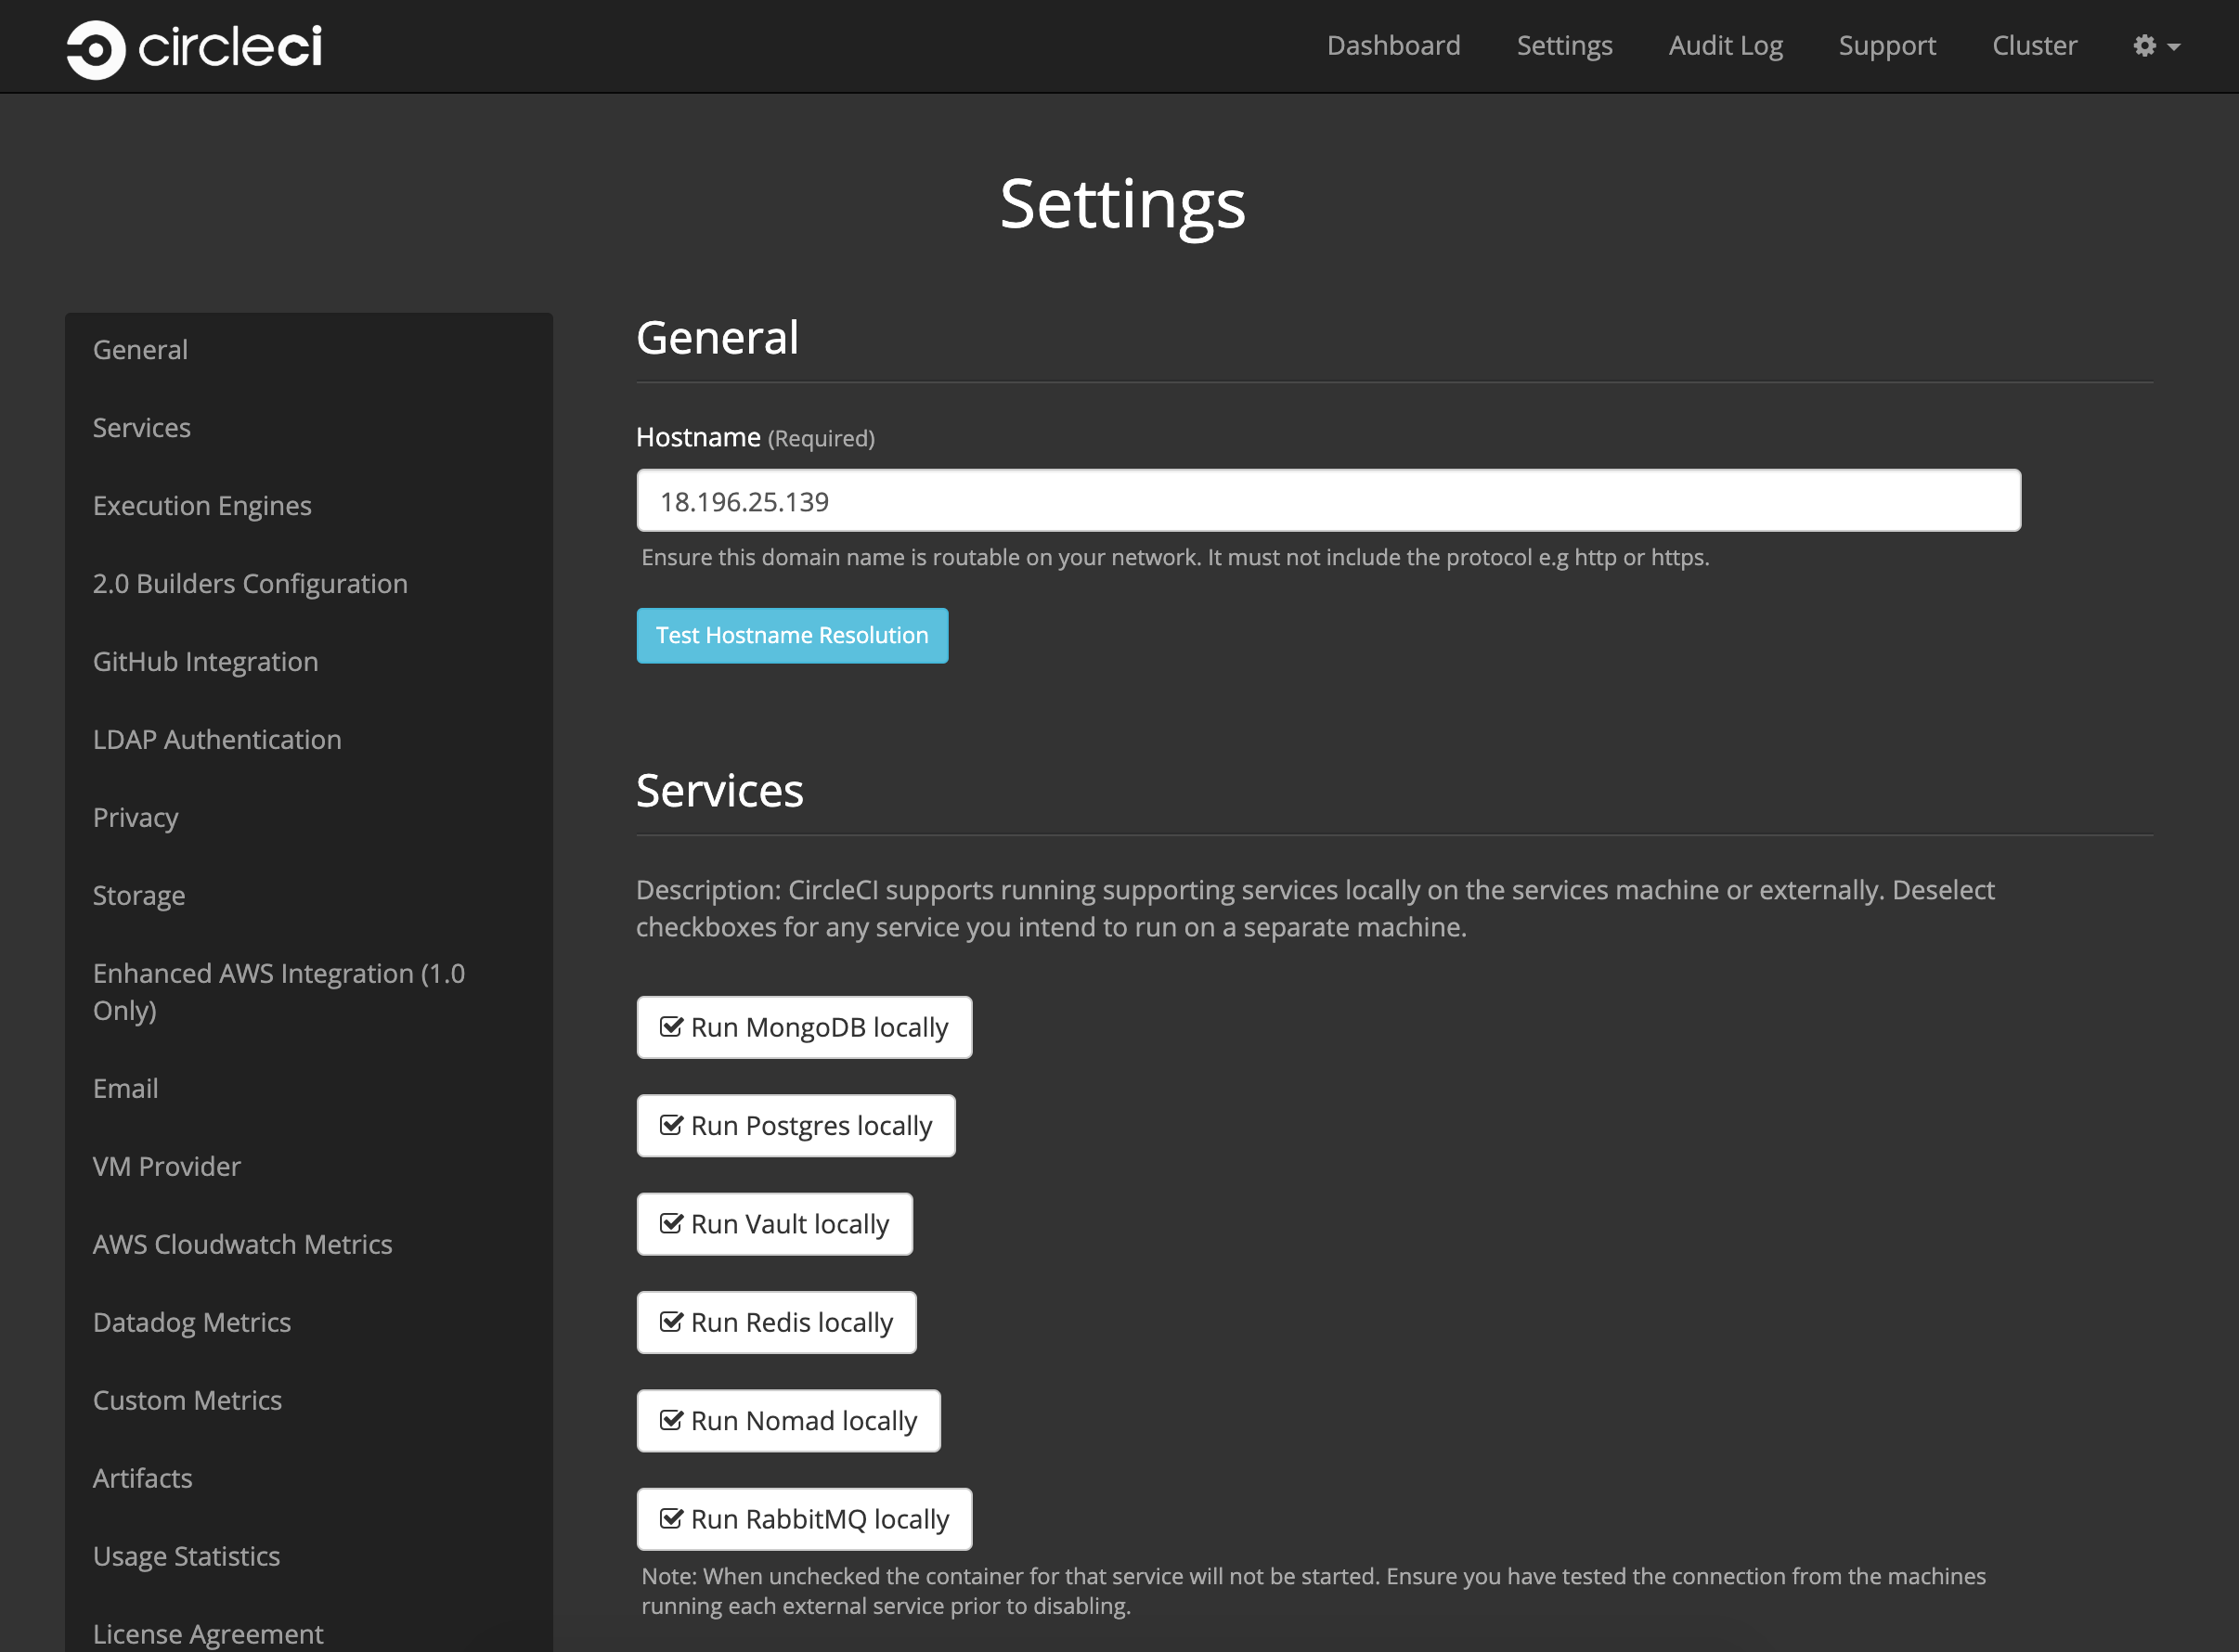 circleci
Dashboard
Settings
Audit Log
Support
Cluster
Settings
General
Services
Execution Engines
2.0 Builders Configuration
GitHub Integration
LDAP Authentication
Privacy
Storage
Enhanced AWS Integration (1.0
Only)
Email
VM Provider
AWS Cloudwatch Metrics
Datadog Metrics
Custom Metrics
Artifacts
Usage Statistics
License Agreement
General
Hostname (Required)
18.196.25.139
Ensure this domain name is routable on your network. It must not include the protocol e.g http or https.
Test Hostname Resolution
Services
Description: CircleCI supports running supporting services locally on the services machine or externally. Deselect
checkboxes for any service you intend to run on a separate machine.
Run MongoDB locally
Run Postgres locally
Run Vault locally
Run Redis locally
Run Nomad locally
Run RabbitMQ locally
Note: When unchecked the container for that service will not be started. Ensure you have tested the connection from the machines
running each external service prior to disabling.